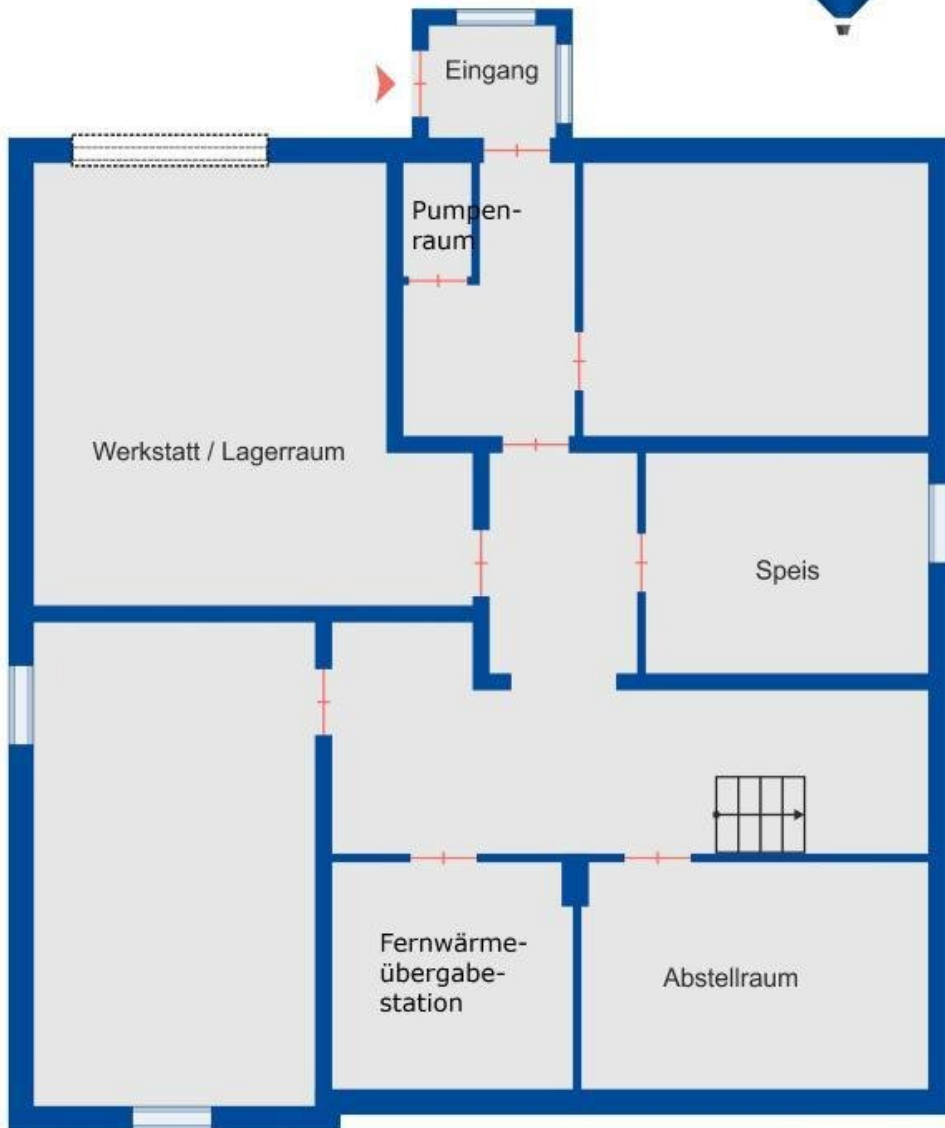 Eingang
Pumpen-
raum
Werkstatt / Lagerraum
Speis
Fernwärme-
übergabe-
station
Abstellraum